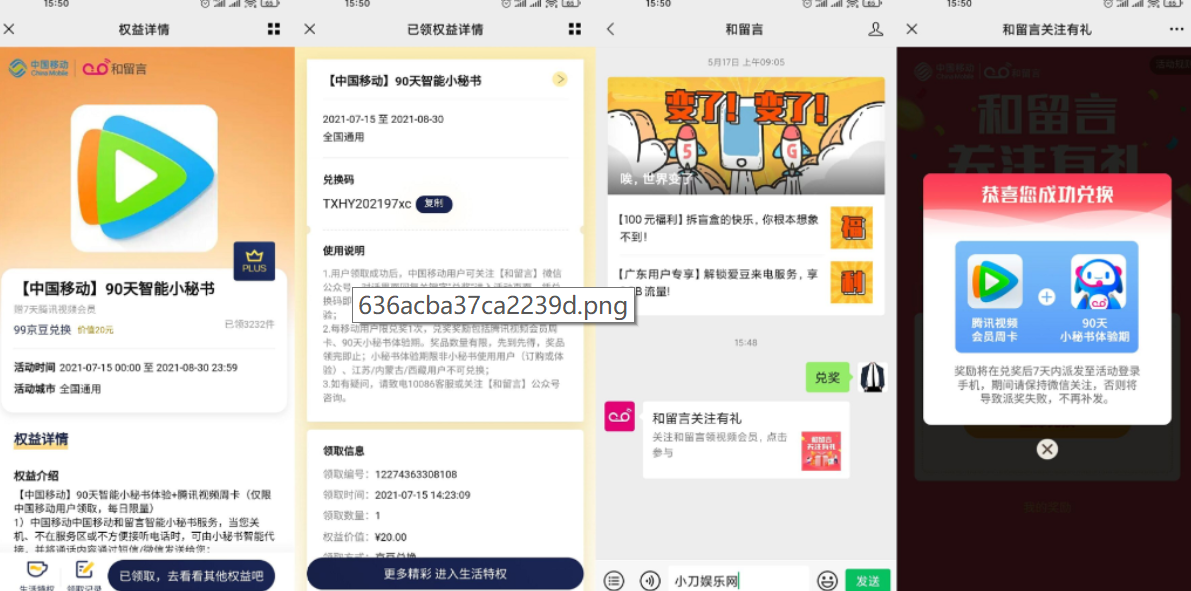 15:50
权益详情
中国移动
China Mobile
和留言
PLUS
【中国移动】90天智能小秘书
赠7天腾讯视频会员
99京豆兑换 价值20元
已领3232件
活动时间 2021-07-15 00:00 至 2021-08-30 23:59
活动城市 全国通用
权益详情
权益介绍
【中国移动】90天智能小秘书体验+腾讯视频周卡（仅限
中国移动用户领取，每日限量）
1）中国移动中国移动和留言智能小秘书服务，当您关
机、不在服务区或不方便接听电话时，可由小秘书智能代
接，并将通话内容通过短信/微信发送给您；
生活特权
领取记录
已领取，去看看其他权益吧
15:50
已领权益详情
【中国移动】90天智能小秘书
2021-07-15 至 2021-08-30
全国通用
兑换码
TXHY202197xc 复制
使用说明
1.用户领取成功后，中国移动用户可关注【和留言】微信
636acba37ca2239d.png
验；
2.每移动用户限兑奖1次，兑奖奖励包括腾讯视频会员周
卡、90天小秘书体验期。奖品数量有限，先到先得，奖品
领完即止；小秘书体验期限非小秘书使用用户（订购或体
验）、江苏/内蒙古/西藏用户不可兑换；
3.如有疑问，请致电10086客服或关注【和留言】公众号
咨询。
领取信息
领取编号：12274363308108
领取时间：2021-07-15 14:23:09
领取数量：1
权益价值：¥20.00
领取方式：京豆兑换
更多精彩 进入生活特权
15:50
和留言
5月17日 上午09:05
变了！变了！
5 G
唉，世界变了
【100元福利】拆盲盒的快乐，你根本想象
不到！
福
【广东用户专享】解锁爱豆来电服务，享
B流量!
利
15:48
兑奖
和留言关注有礼
关注和留言领视频会员，点击
参与
和留言
关注有礼
小刀娱乐网
发送
15:50
和留言关注有礼
中国移动
和留言
和留言
关注有礼
恭喜您成功兑换
腾讯视频
会员周卡
90天
小秘书体验期
奖励将在兑奖后7天内派发至活动登录
手机，期间请保持微信关注，否则将
导致派奖失败，不再补发。